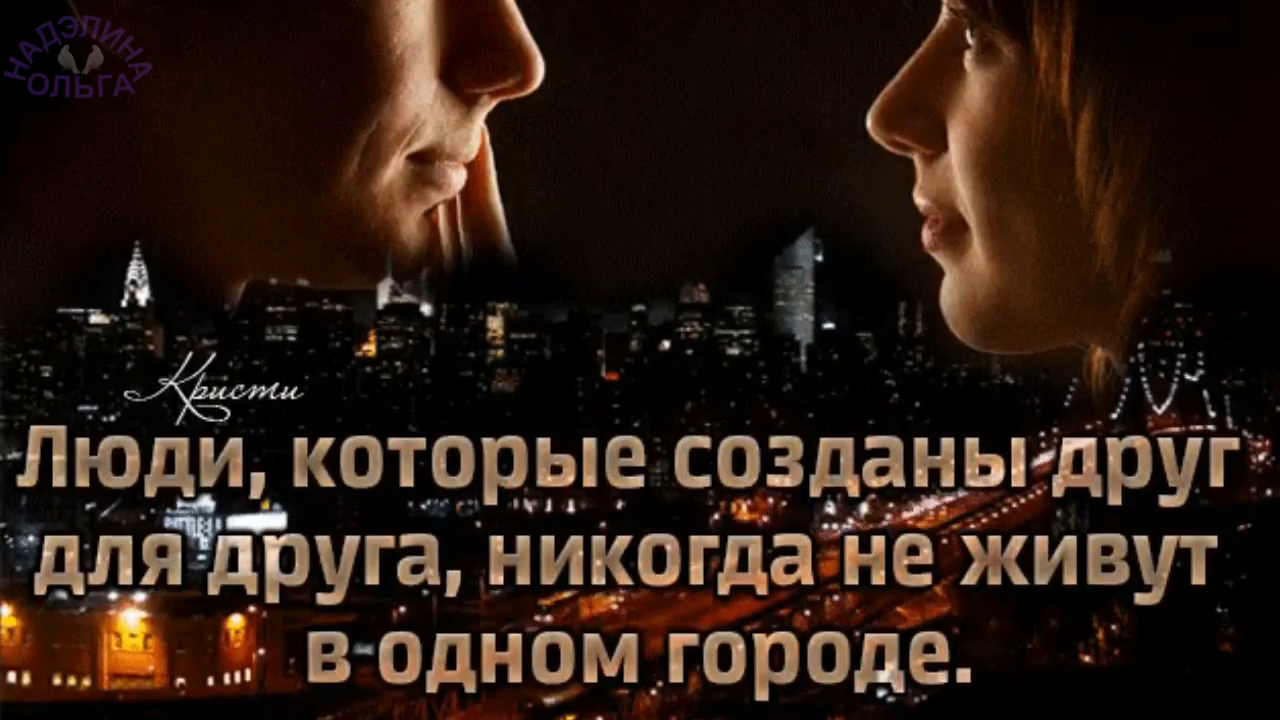 НАДЭЛИНА
ОЛЬГА
Кристи
Люди, которые созданы друг
для друга, никогда не живут
в одном городе.